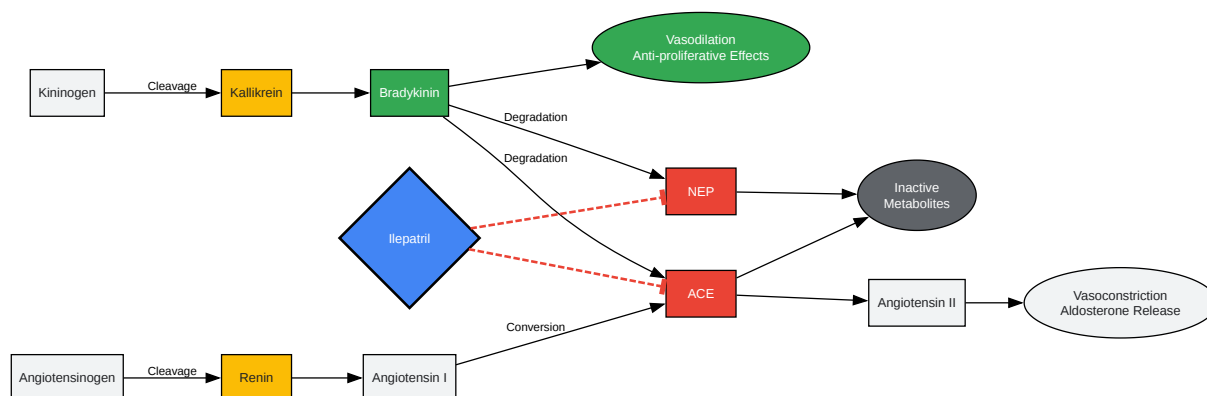 Vasodilation
Anti-proliferative Effects
Kininogen
Cleavage
Kallikrein
Bradykinin
Degradation
Degradation
NEP
Inactive
Metabolites
Ilepatril
ACE
Angiotensin II
Vasoconstriction
Aldosterone Release
Conversion
Angiotensinogen
Cleavage
Renin
Angiotensin I